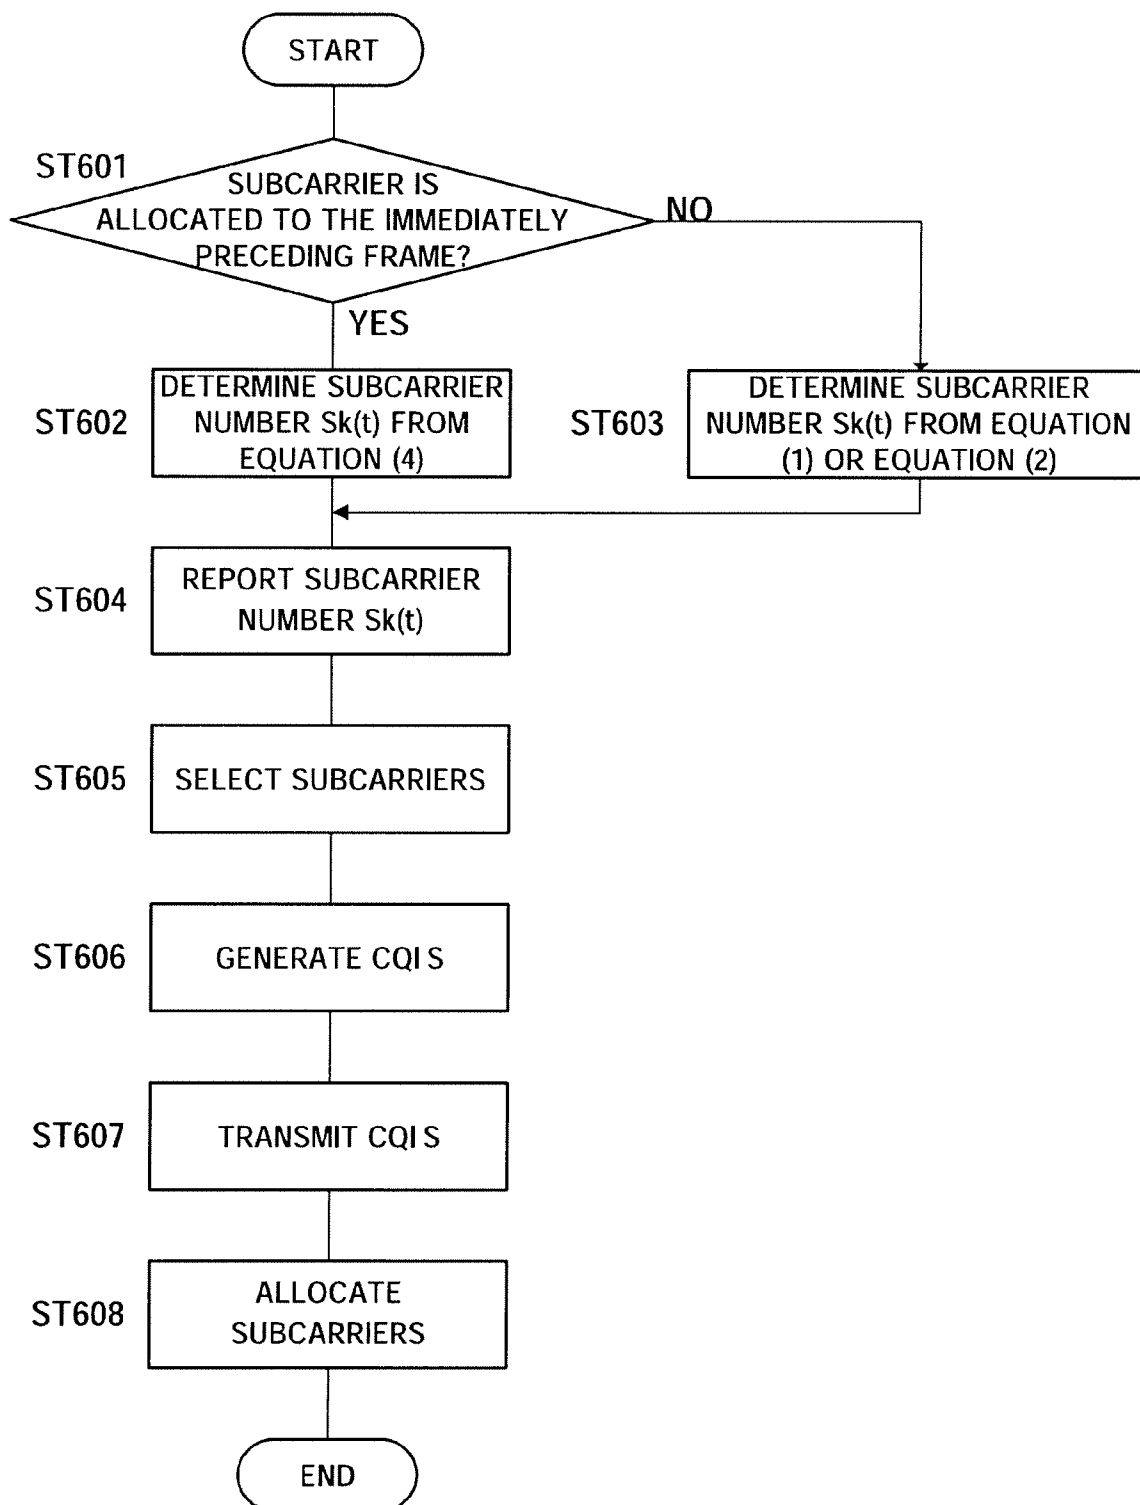 START
ST601
SUBCARRIER IS
ALLOCATED TO THE IMMEDIATELY
PRECEDING FRAME?
NO
YES
ST602
DETERMINE SUBCARRIER
NUMBER Sk(t) FROM
EQUATION (4)
ST603
DETERMINE SUBCARRIER
NUMBER Sk(t) FROM EQUATION
(1) OR EQUATION (2)
ST604
REPORT SUBCARRIER
NUMBER Sk(t)
ST605
SELECT SUBCARRIERS
ST606
GENERATE CQI S
ST607
TRANSMIT CQI S
ST608
ALLOCATE
SUBCARRIERS
END